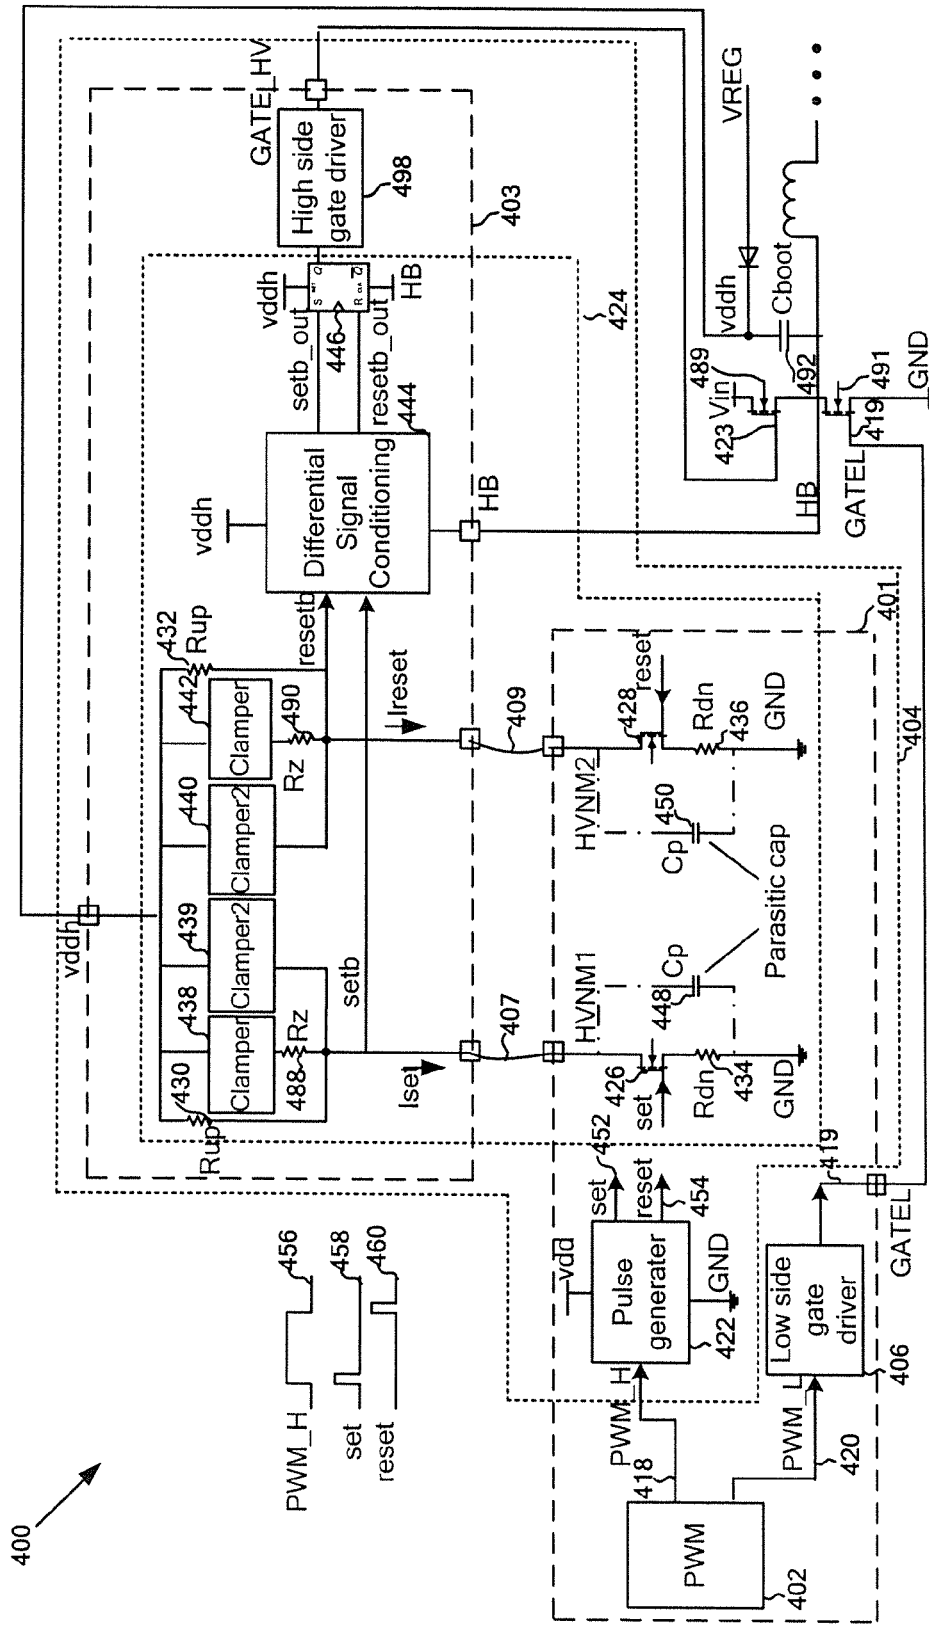 400
PWM_H
set
reset
456
458
460
PWM
402
418
PWM_H
PWM_L
420
vdd
Pulse
generater
422
GND
set
452
reset
454
Low side
gate
driver
406
419
GATEL
vddh
430
Rup
438
Clamper
488
Rz
439
Clamper2
440
Clamper2
442
Clamper
Rz
490
432
Rup
setb
resetb
Iset
Ireset
407
409
HVNM1
HVNM2
426
set
Rdn
434
GND
448
Cp
Parasitic cap
Cp
450
428
reset
Rdn
436
GND
401
404
vddh
Differential
Signal
Conditioning
444
HB
setb_out
resetb_out
vddh
446
S
SET
Q
R
CLR
Q
HB
High side
gate driver
498
GATE_HV
403
424
HB
GATEL
419
491
GND
423
Vin
489
492
Cboot
vddh
VREG